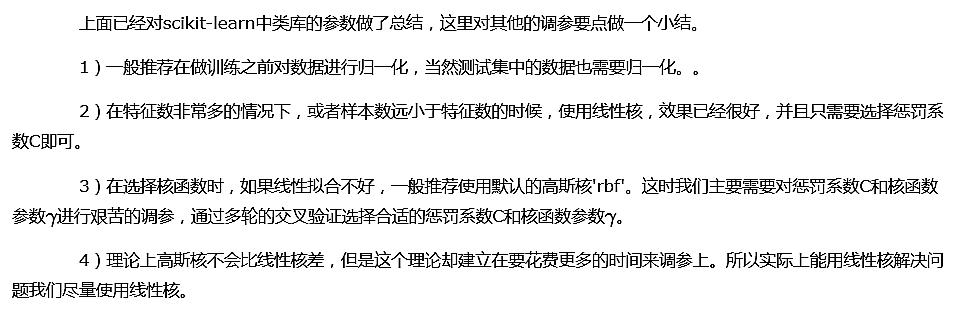 上面已经对scikit-learn中类库的参数做了总结，这里对其他的调参要点做一个小结。
1）一般推荐在做训练之前对数据进行归一化，当然测试集中的数据也需要归一化。。
2）在特征数非常多的情况下，或者样本数远小于特征数的时候，使用线性核，效果已经很好，并且只需要选择惩罚系
数C即可。
3）在选择核函数时，如果线性拟合不好，一般推荐使用默认的高斯核'rbf'。这时我们主要需要对惩罚系数C和核函数
参数γ进行艰苦的调参，通过多轮的交叉验证选择合适的惩罚系数C和核函数参数γ。
4）理论上高斯核不会比线性核差，但是这个理论却建立在要花费更多的时间来调参上。所以实际上能用线性核解决问
题我们尽量使用线性核。